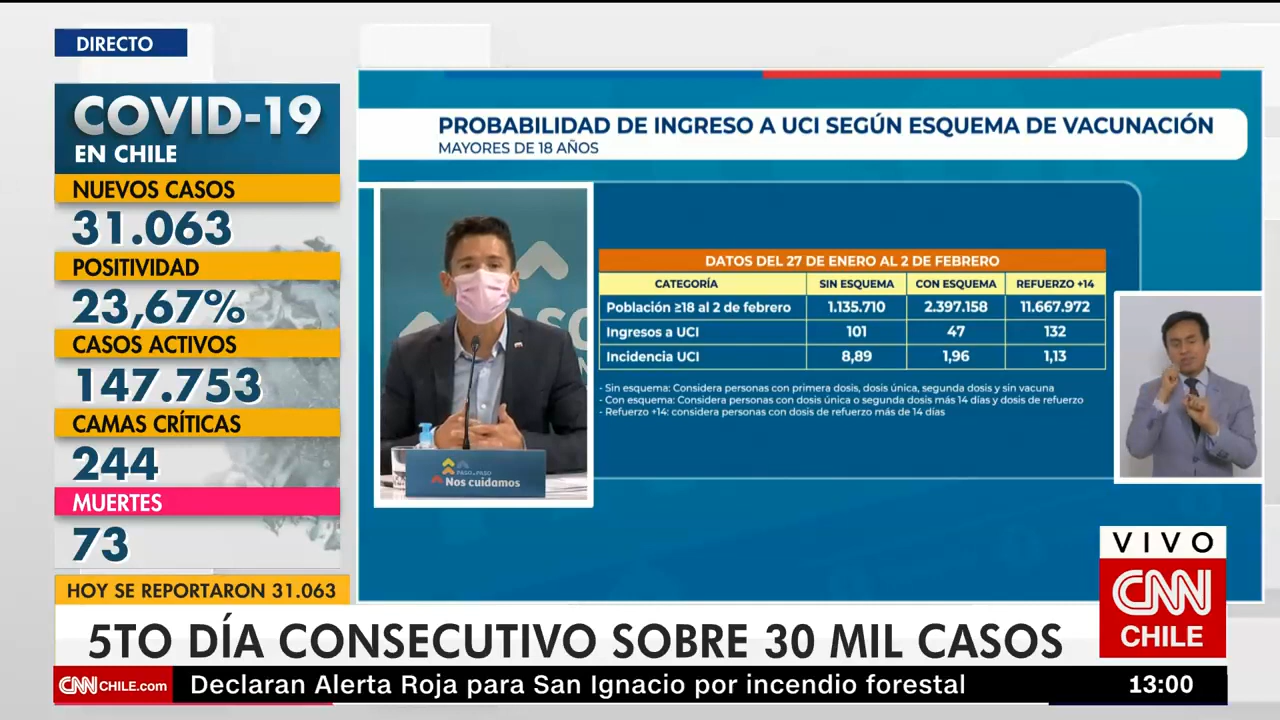 DIRECTO
COVID-19
EN CHILE
NUEVOS CASOS
31.063
POSITIVIDAD
23,67%
CASOS ACTIVOS
147.753
CAMAS CRÍTICAS
244
MUERTES
73
HOY SE REPORTARON 31.063
PROBABILIDAD DE INGRESO A UCI SEGÚN ESQUEMA DE VACUNACIÓN
MAYORES DE 18 AÑOS
DATOS DEL 27 DE ENERO AL 2 DE FEBRERO
CATEGORÍA SIN ESQUEMA CON ESQUEMA REFUERZO +14
Población ≥18 al 2 de febrero 1.135.710 2.397.158 11.667.972
Ingresos a UCI 101 47 132
Incidencia UCI 8,89 1,96 1,13
- Sin esquema: Considera personas con primera dosis, dosis única, segunda dosis y sin vacuna
- Con esquema: Considera personas con dosis única o segunda dosis más 14 días y dosis de refuerzo
- Refuerzo +14: considera personas con dosis de refuerzo más de 14 días
PASO a PASO
Nos cuidamos
VIVO
CNN
CHILE
5TO DÍA CONSECUTIVO SOBRE 30 MIL CASOS
CNNCHILE.com Declaran Alerta Roja para San Ignacio por incendio forestal 13:00